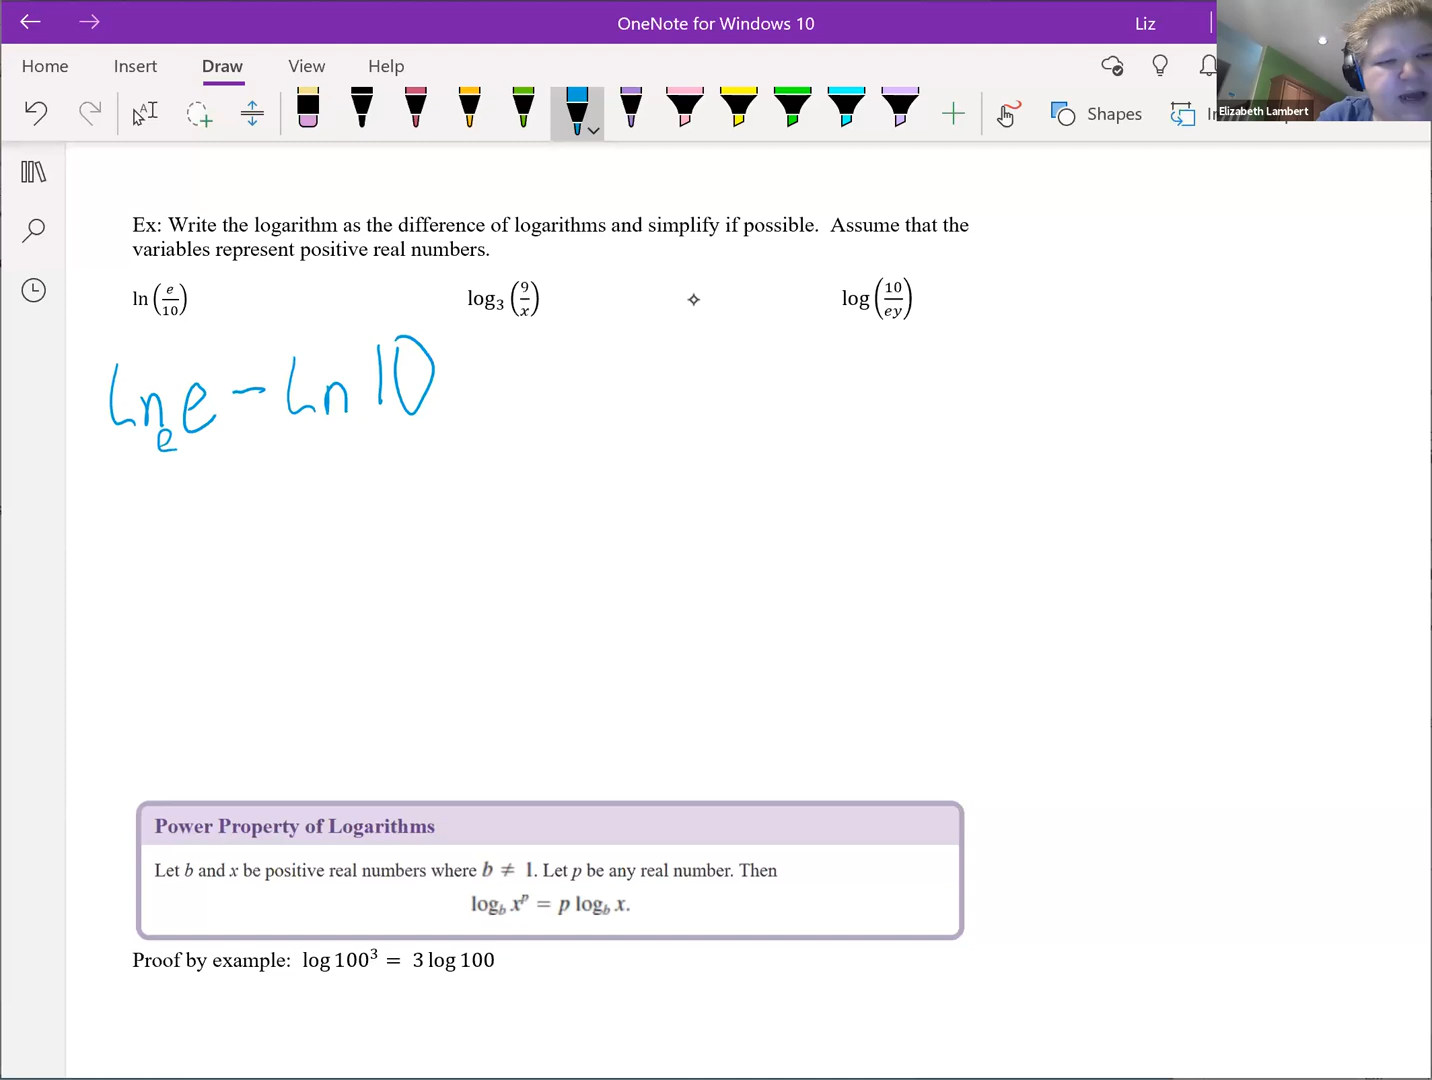 OneNote for Windows 10
Liz
Home Insert Draw View Help
Shapes
Elizabeth Lambert
Ex: Write the logarithm as the difference of logarithms and simplify if possible. Assume that the
variables represent positive real numbers.
ln(e/10) log₃(9/x) log(10/ey)
lnₑe − ln 10
Power Property of Logarithms
Let b and x be positive real numbers where b ≠ 1. Let p be any real number. Then
log_b x^p = p log_b x.
Proof by example: log 100³ = 3 log 100